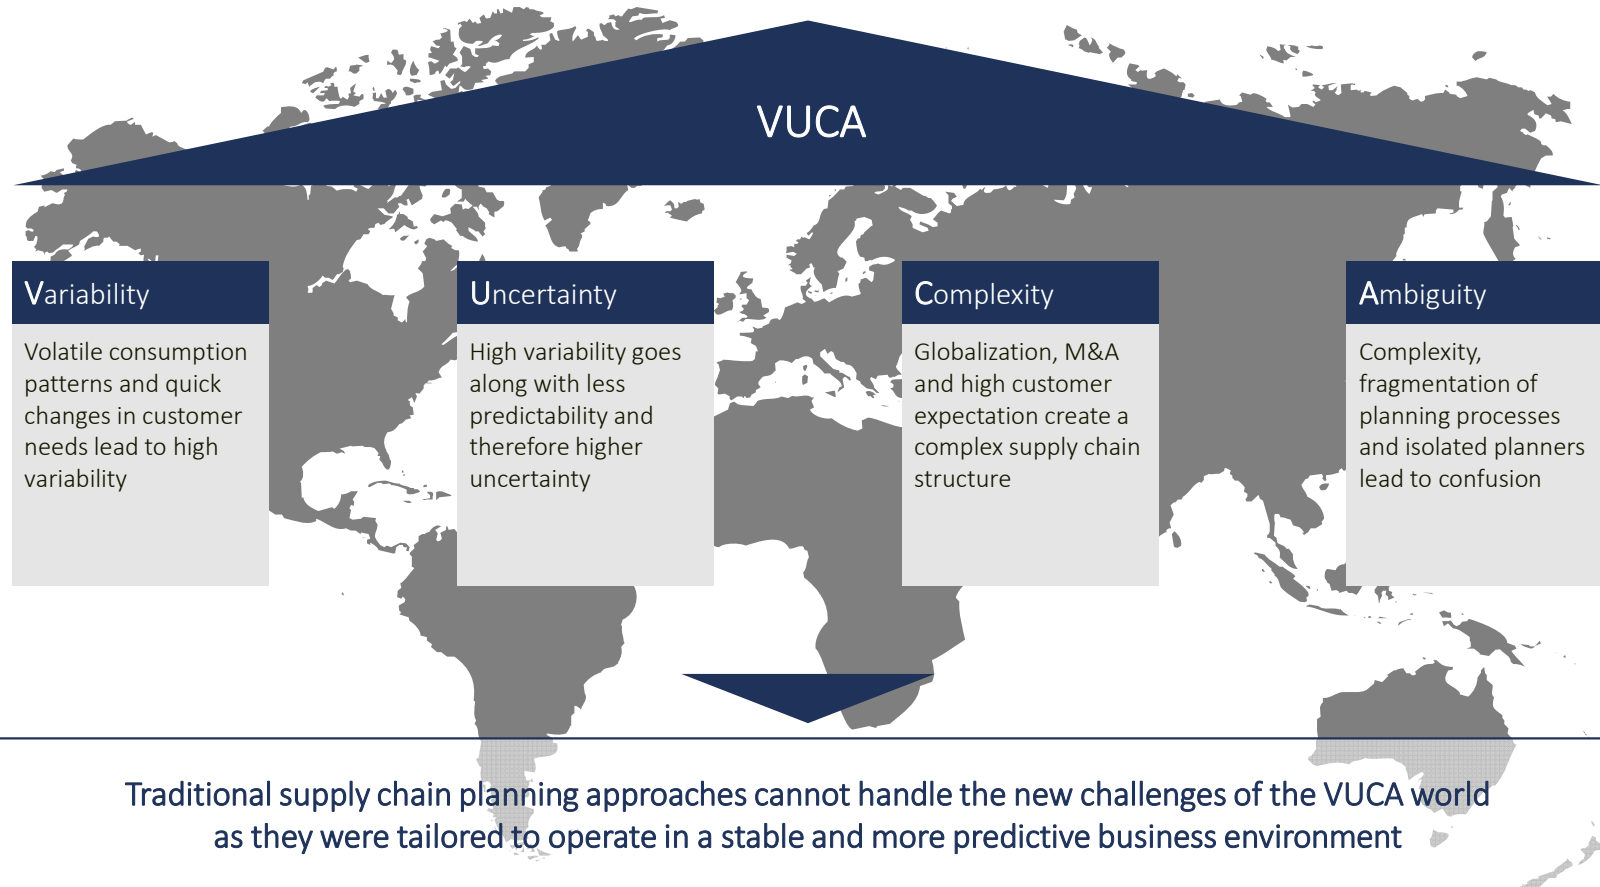 VUCA
Variability
Volatile consumption
patterns and quick
changes in customer
needs lead to high
variability
Uncertainty
High variability goes
along with less
predictability and
therefore higher
uncertainty
Complexity
Globalization, M&A
and high customer
expectation create a
complex supply chain
structure
Ambiguity
Complexity,
fragmentation of
planning processes
and isolated planners
lead to confusion
Traditional supply chain planning approaches cannot handle the new challenges of the VUCA world
as they were tailored to operate in a stable and more predictive business environment